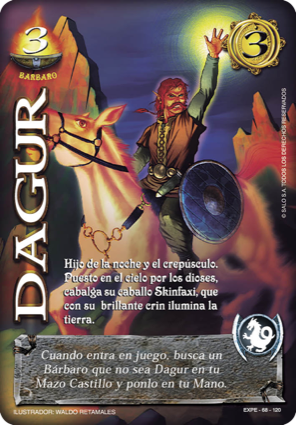 3
3
BÁRBARO
DAGUR
© SALO S.A. TODOS LOS DERECHOS RESERVADOS
Hijo de la noche y el crepúsculo.
Puesto en el cielo por los dioses,
cabalga su caballo Skinfaxi, que
con su brillante crin ilumina la
tierra.
Cuando entra en juego, busca un
Bárbaro que no sea Dagur en tu
Mazo Castillo y ponlo en tu Mano.
ILUSTRADOR: WALDO RETAMALES
EXPE - 68 - 120